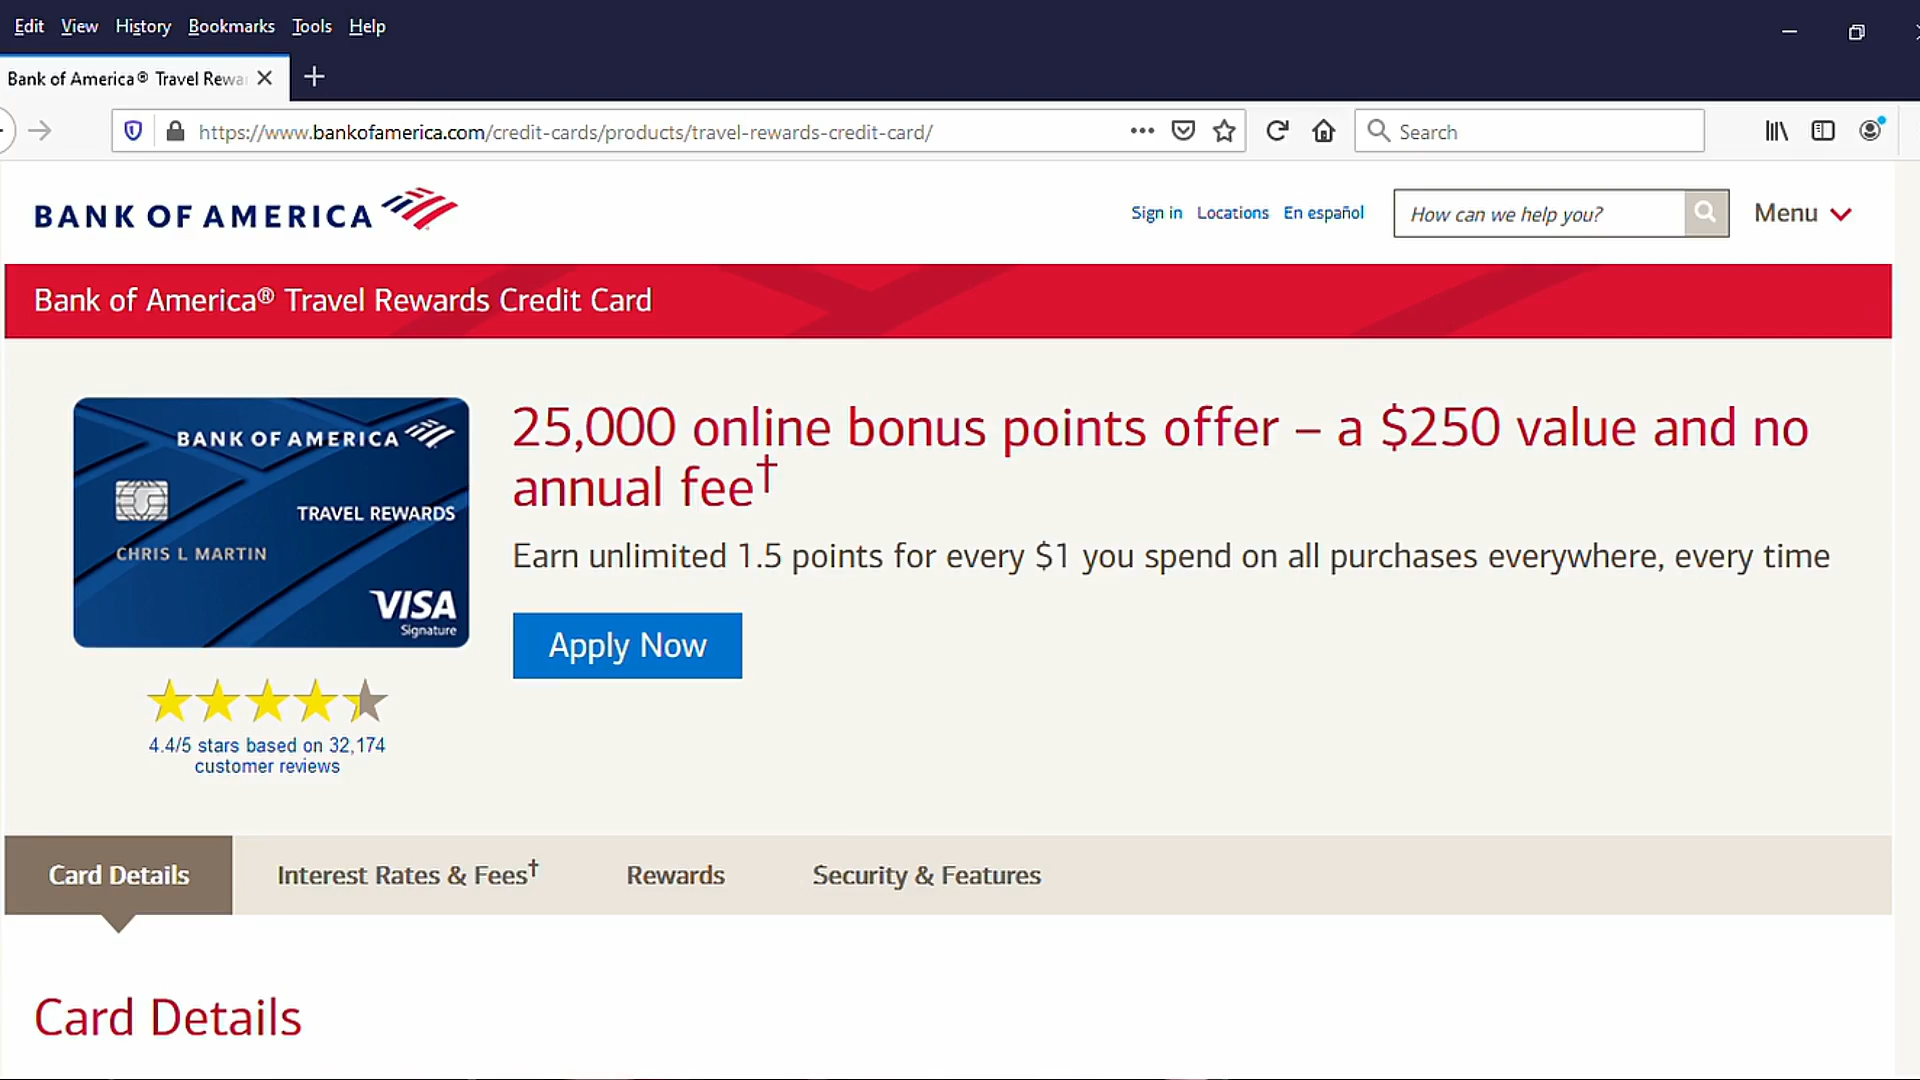 Edit View History Bookmarks Tools Help
Bank of America® Travel Rewa
https://www.bankofamerica.com/credit-cards/products/travel-rewards-credit-card/
Search
BANK OF AMERICA
Sign in Locations En español
How can we help you?
Menu
Bank of America® Travel Rewards Credit Card
BANK OF AMERICA
TRAVEL REWARDS
CHRIS L MARTIN
VISA
Signature
25,000 online bonus points offer – a $250 value and no
annual fee†
Earn unlimited 1.5 points for every $1 you spend on all purchases everywhere, every time
Apply Now
4.4/5 stars based on 32,174
customer reviews
Card Details Interest Rates & Fees† Rewards Security & Features
Card Details